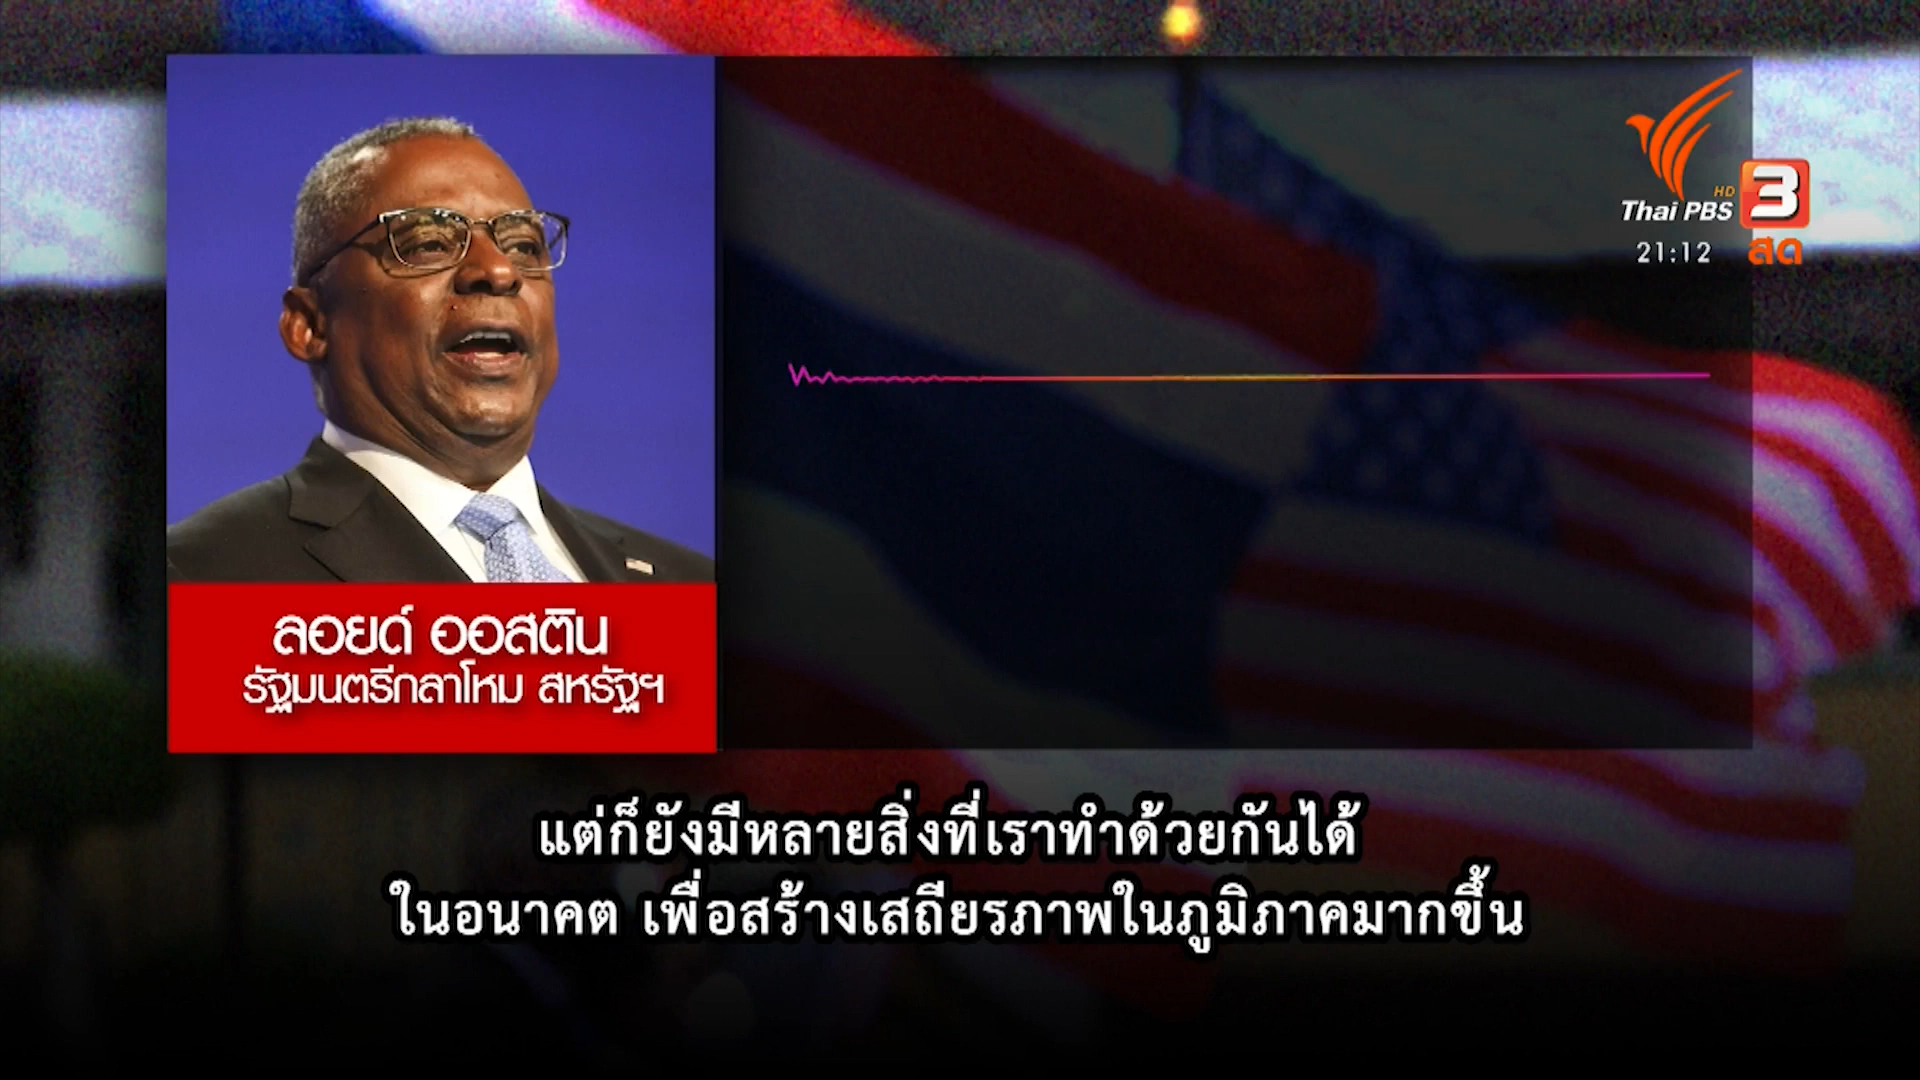 Thai PBS HD
3
21:12 สด
ลอยด์ ออสติน
รัฐมนตรีกลาโหม สหรัฐฯ
แต่ก็ยังมีหลายสิ่งที่เราทำด้วยกันได้
ในอนาคต เพื่อสร้างเสถียรภาพในภูมิภาคมากขึ้น